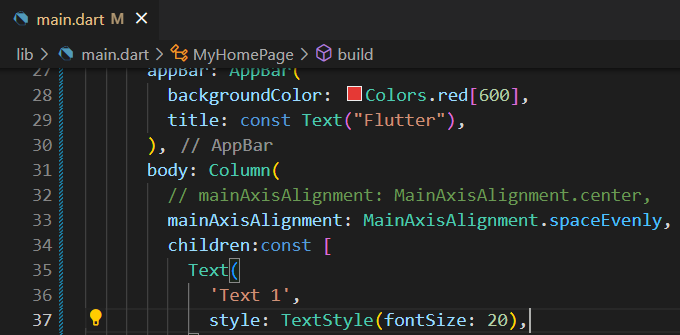 main.dart M
lib > main.dart > MyHomePage > build
27 appBar: AppBar(
28 backgroundColor: Colors.red[600],
29 title: const Text("Flutter"),
30 ), // AppBar
31 body: Column(
32 // mainAxisAlignment: MainAxisAlignment.center,
33 mainAxisAlignment: MainAxisAlignment.spaceEvenly,
34 children:const [
35 Text(
36 'Text 1',
37 style: TextStyle(fontSize: 20),